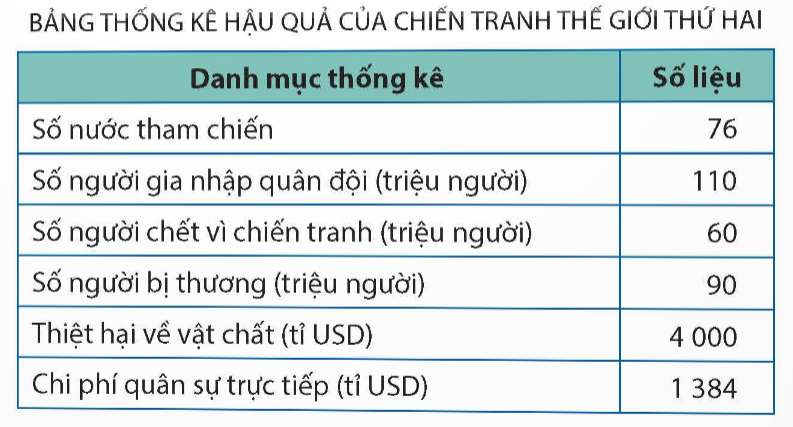 BẢNG THỐNG KÊ HẬU QUẢ CỦA CHIẾN TRANH THẾ GIỚI THỨ HAI
Danh mục thống kê Số liệu
Số nước tham chiến 76
Số người gia nhập quân đội (triệu người) 110
Số người chết vì chiến tranh (triệu người) 60
Số người bị thương (triệu người) 90
Thiệt hại về vật chất (tỉ USD) 4 000
Chi phí quân sự trực tiếp (tỉ USD) 1 384